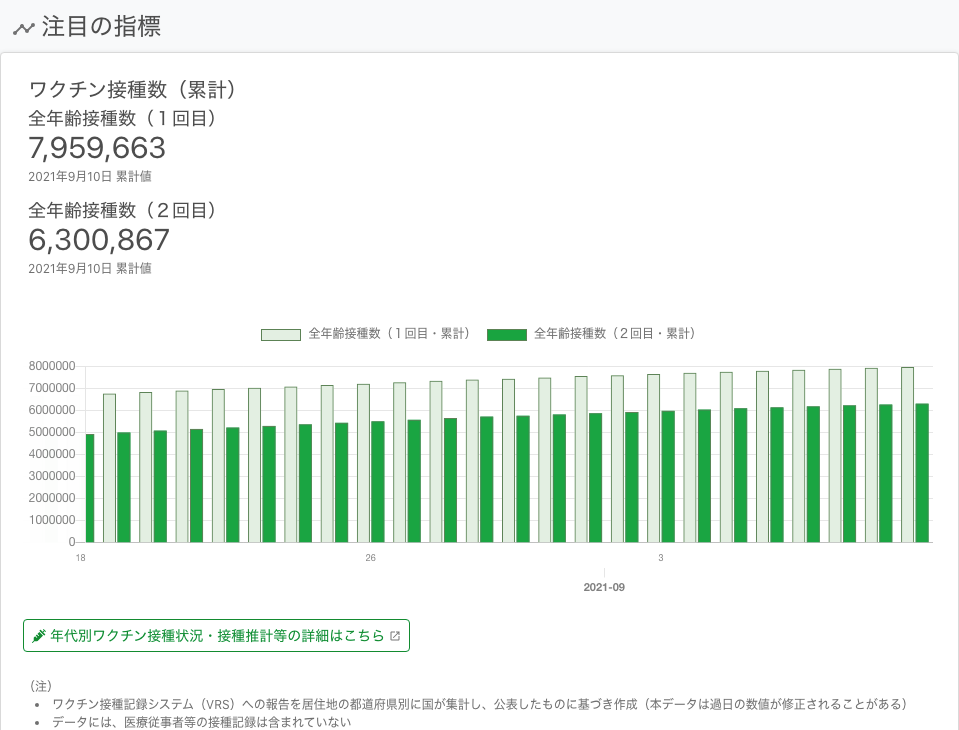 注目の指標
ワクチン接種数（累計）
全年齢接種数（１回目）
7,959,663
2021年9月10日 累計値
全年齢接種数（２回目）
6,300,867
2021年9月10日 累計値
全年齢接種数（１回目・累計） 全年齢接種数（２回目・累計）
8000000
7000000
6000000
5000000
4000000
3000000
2000000
1000000
0
18 26 3
2021-09
年代別ワクチン接種状況・接種推計等の詳細はこちら
（注）
• ワクチン接種記録システム（VRS）への報告を居住地の都道府県別に国が集計し、公表したものに基づき作成（本データは過日の数値が修正されることがある）
• データには、医療従事者等の接種記録は含まれていない